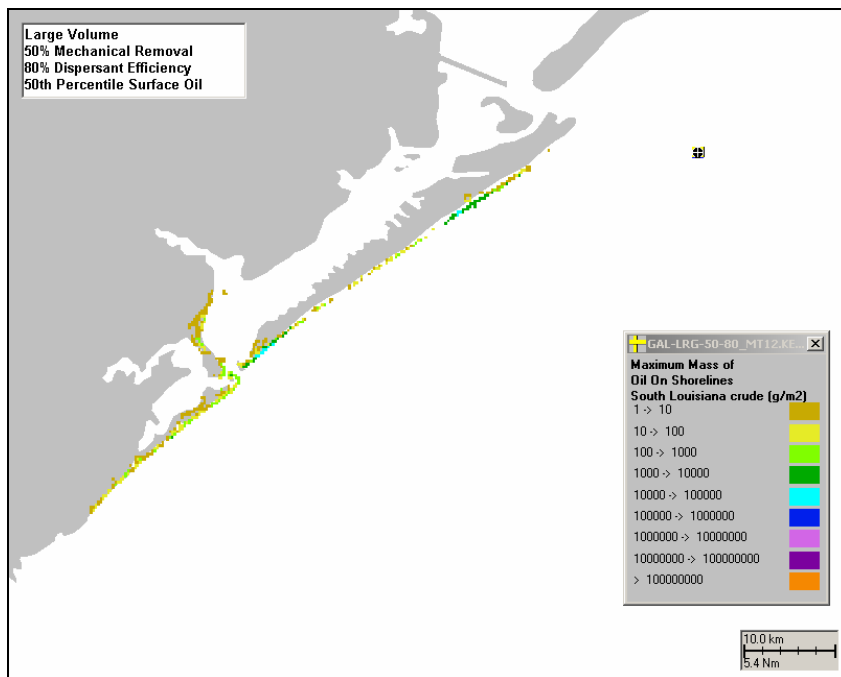 Large Volume
50% Mechanical Removal
80% Dispersant Efficiency
50th Percentile Surface Oil
GAL-LRG-50-80_MT12.KE...
Maximum Mass of
Oil On Shorelines
South Louisiana crude (g/m2)
1 -> 10
10 -> 100
100 -> 1000
1000 -> 10000
10000 -> 100000
100000 -> 1000000
1000000 -> 10000000
10000000 -> 100000000
> 100000000
10.0 km
5.4 Nm